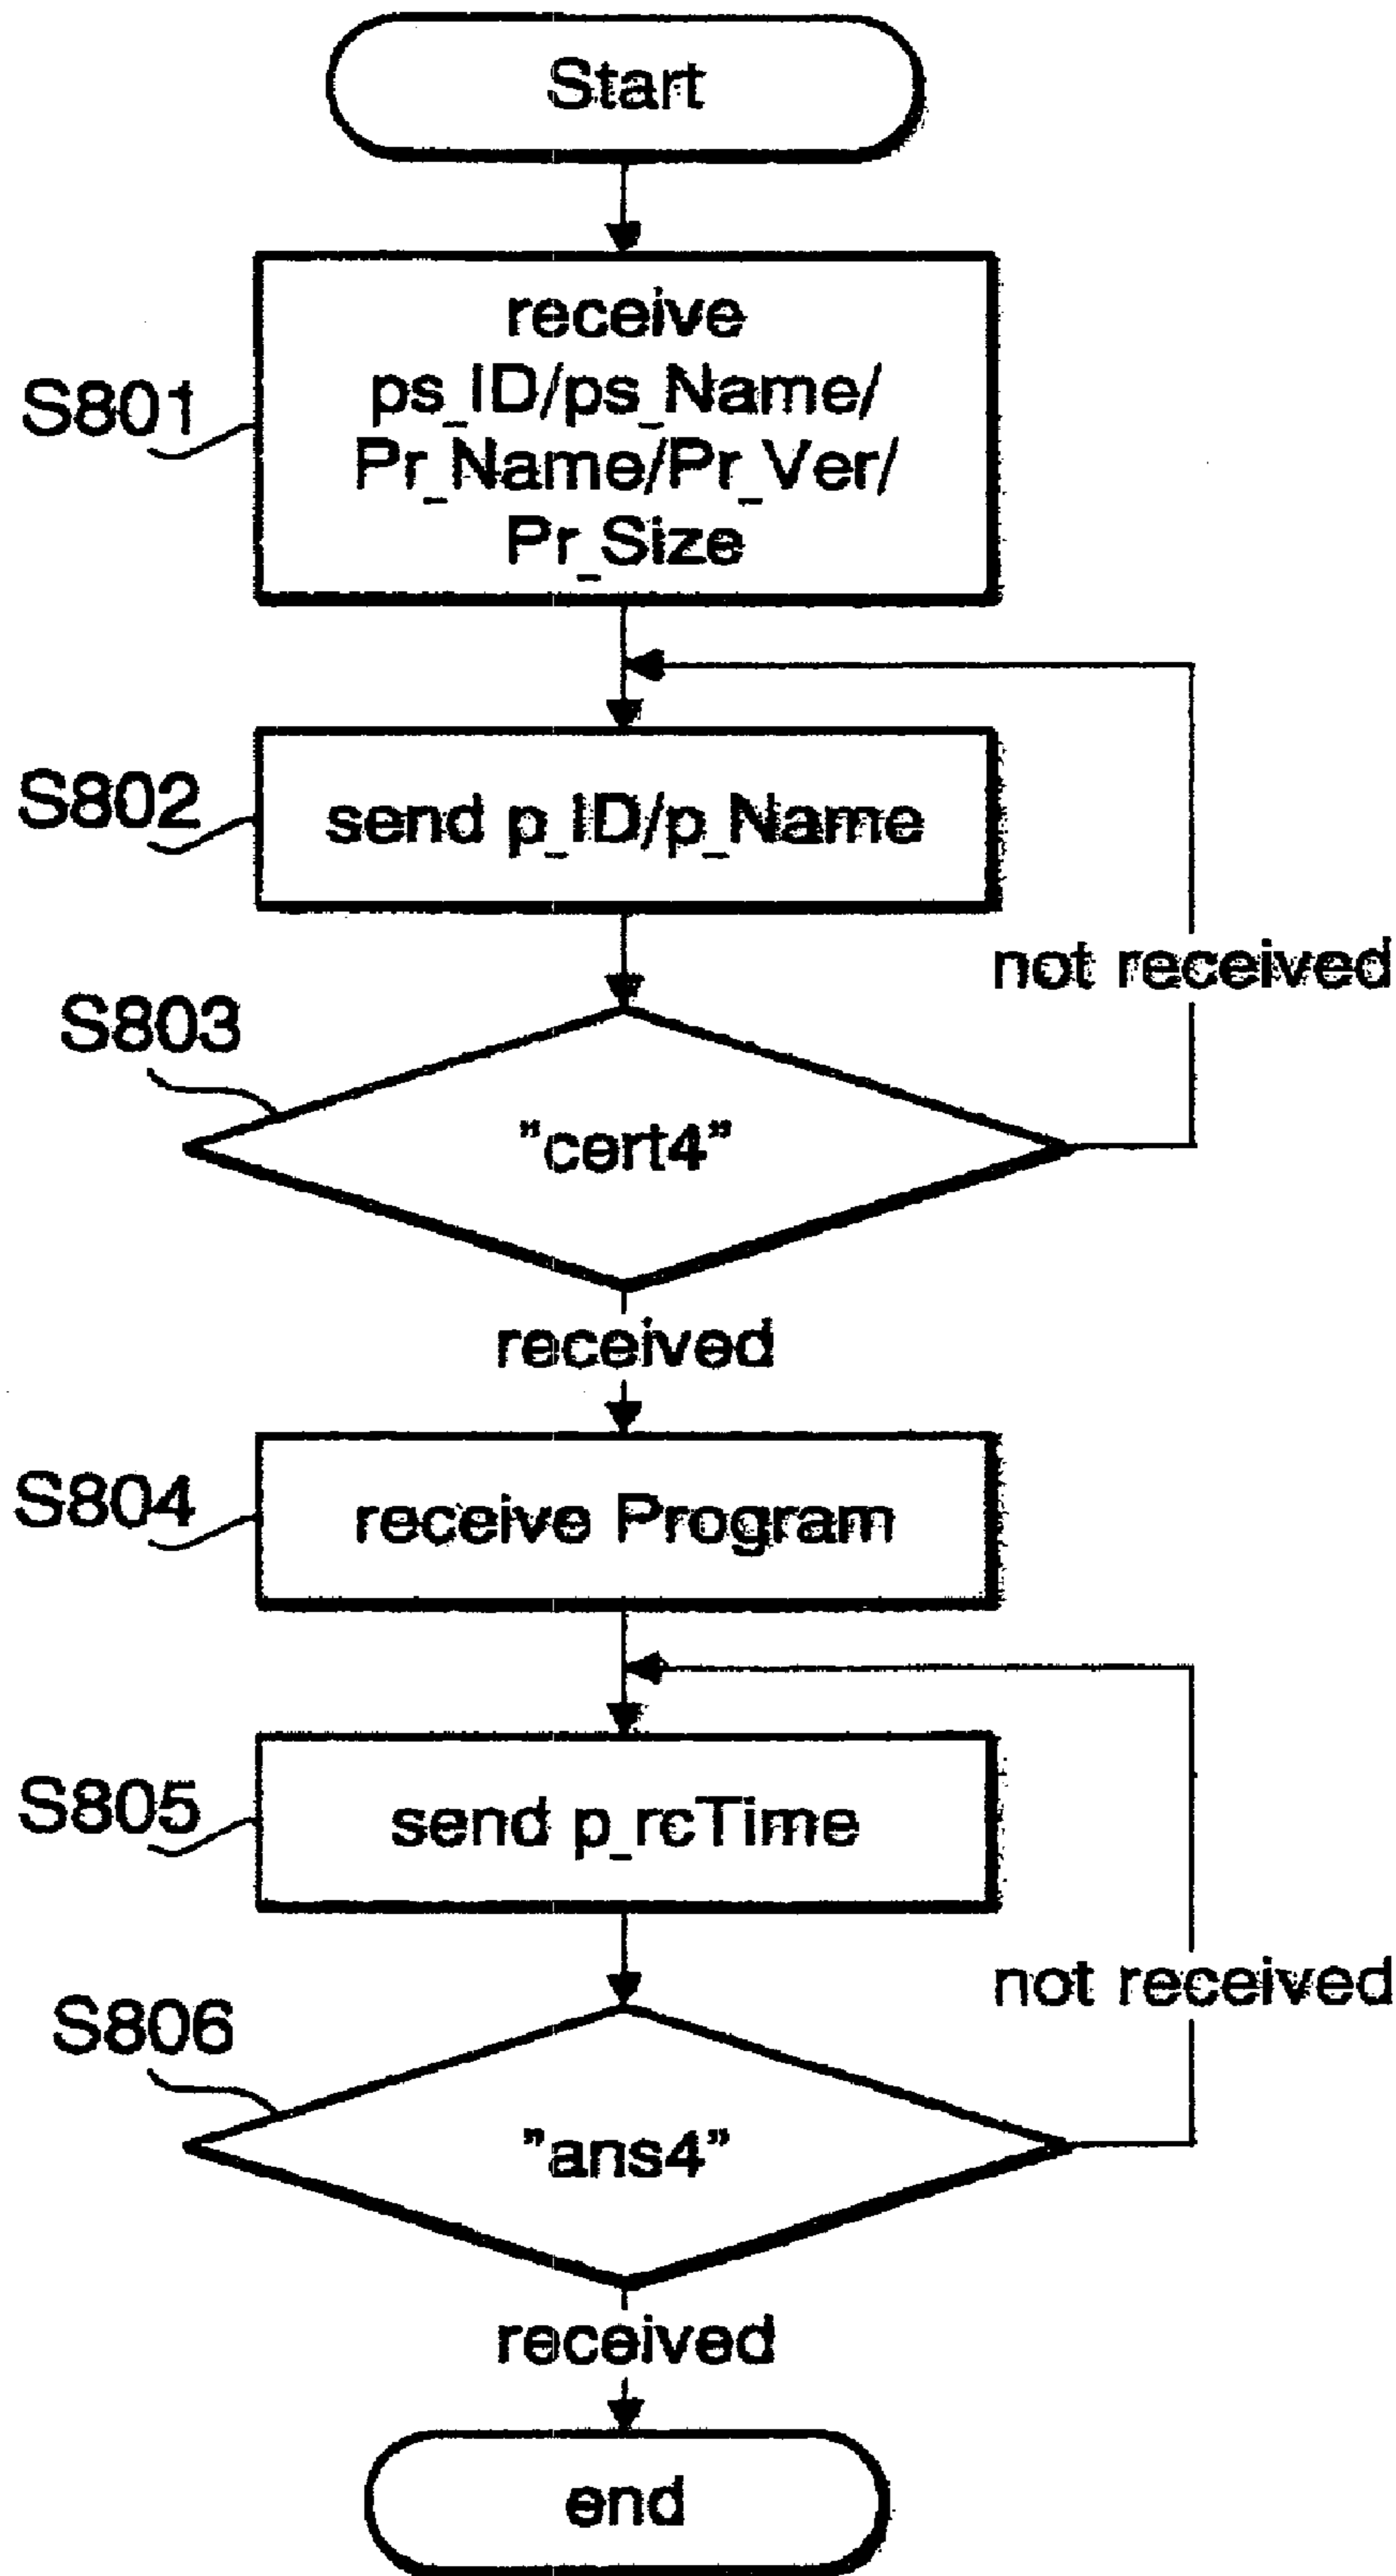 Start
receive
ps_ID/ps_Name/
Pr_Name/Pr_Ver/
Pr_Size
S801
S802
send p_ID/p_Name
not received
S803
"cert4"
received
S804
receive Program
S805
send p_rcTime
not received
S806
"ans4"
received
end